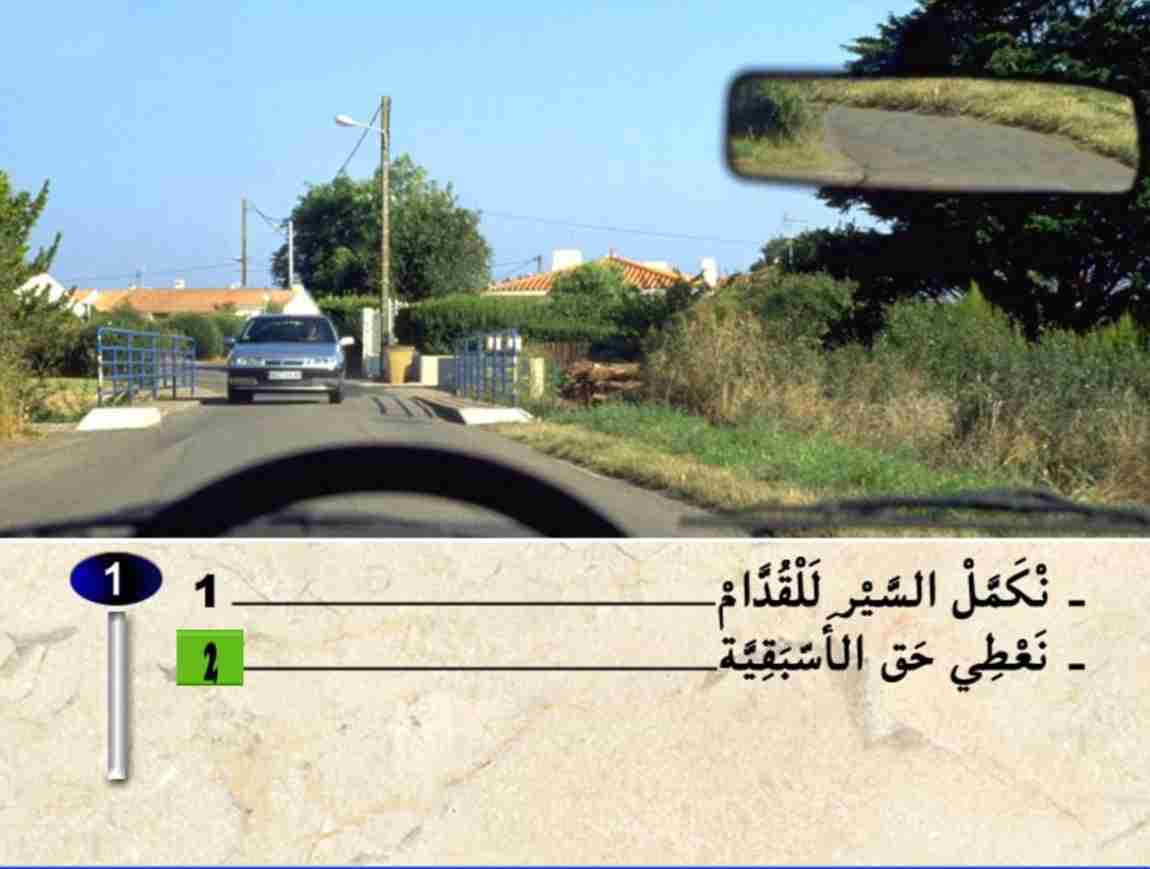 1
- نْكَمَّلْ السَّيْر لَلْقُدَّامْ 1
- نَعْطِي حَق الأَسّبَقِيَّة 2